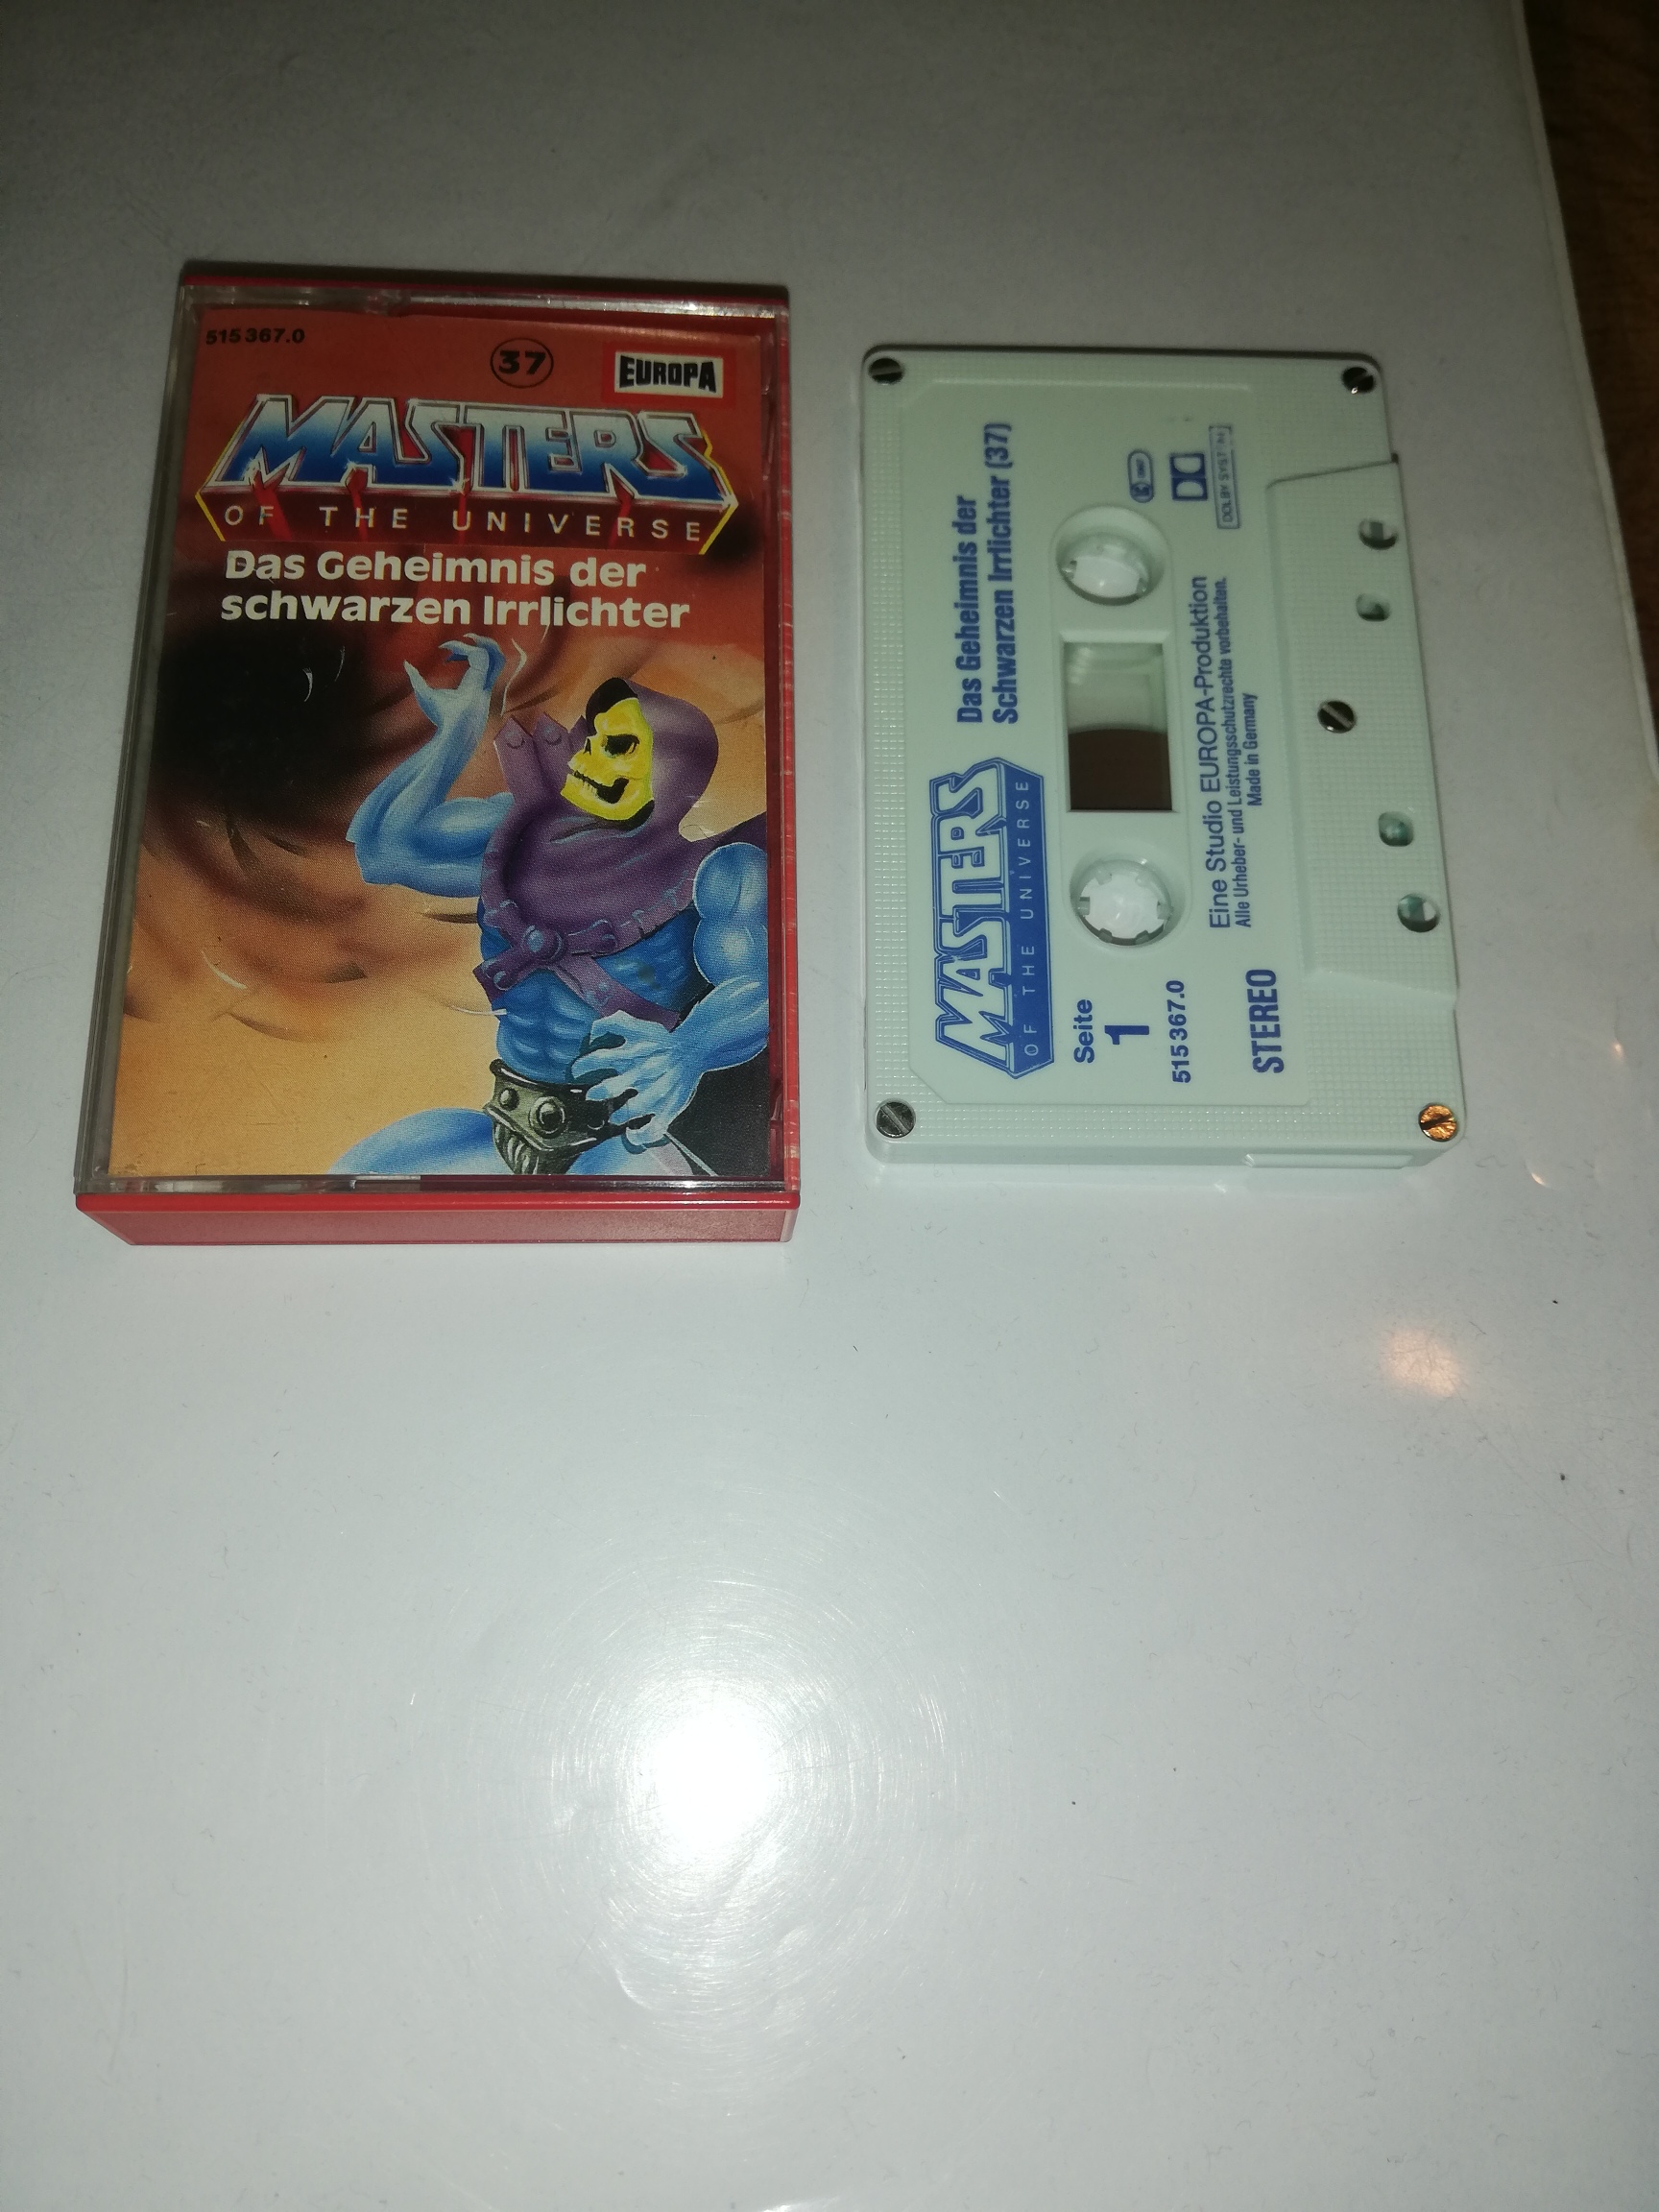 515 367.0
37
EUROPA
MASTERS
OF THE UNIVERSE
Das Geheimnis der
schwarzen Irrlichter
MASTERS
OF THE UNIVERSE
Das Geheimnis der
Schwarzen Irrlichter (37)
Seite
1
515 367.0
STEREO
Eine Studio EUROPA-Produktion
Alle Urheber- und Leistungsschutzrechte vorbehalten.
Made in Germany
DOLBY SYSTEM